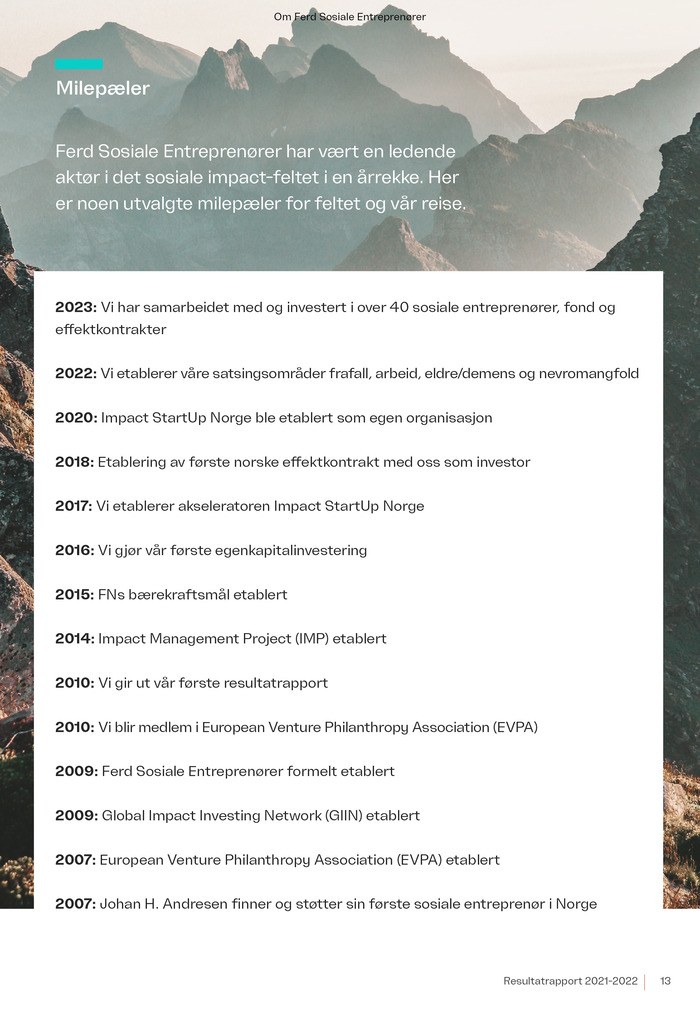 Om Ferd Sosiale Entreprenører
Milepæler
Ferd Sosiale Entreprenører har vært en ledende
aktør i det sosiale impact-feltet i en årrekke. Her
er noen utvalgte milepæler for feltet og vår reise.
2023: Vi har samarbeidet med og investert i over 40 sosiale entreprenører, fond og
effektkontrakter
2022: Vi etablerer våre satsingsområder frafall, arbeid, eldre/demens og nevromangfold
2020: Impact StartUp Norge ble etablert som egen organisasjon
2018: Etablering av første norske effektkontrakt med oss som investor
2017: Vi etablerer akseleratoren Impact StartUp Norge
2016: Vi gjør vår første egenkapitalinvestering
2015: FNs bærekraftsmål etablert
2014: Impact Management Project (IMP) etablert
2010: Vi gir ut vår første resultatrapport
2010: Vi blir medlem i European Venture Philanthropy Association (EVPA)
2009: Ferd Sosiale Entreprenører formelt etablert
2009: Global Impact Investing Network (GIIN) etablert
2007: European Venture Philanthropy Association (EVPA) etablert
2007: Johan H. Andresen finner og støtter sin første sosiale entreprenør i Norge
Resultatrapport 2021-2022 13